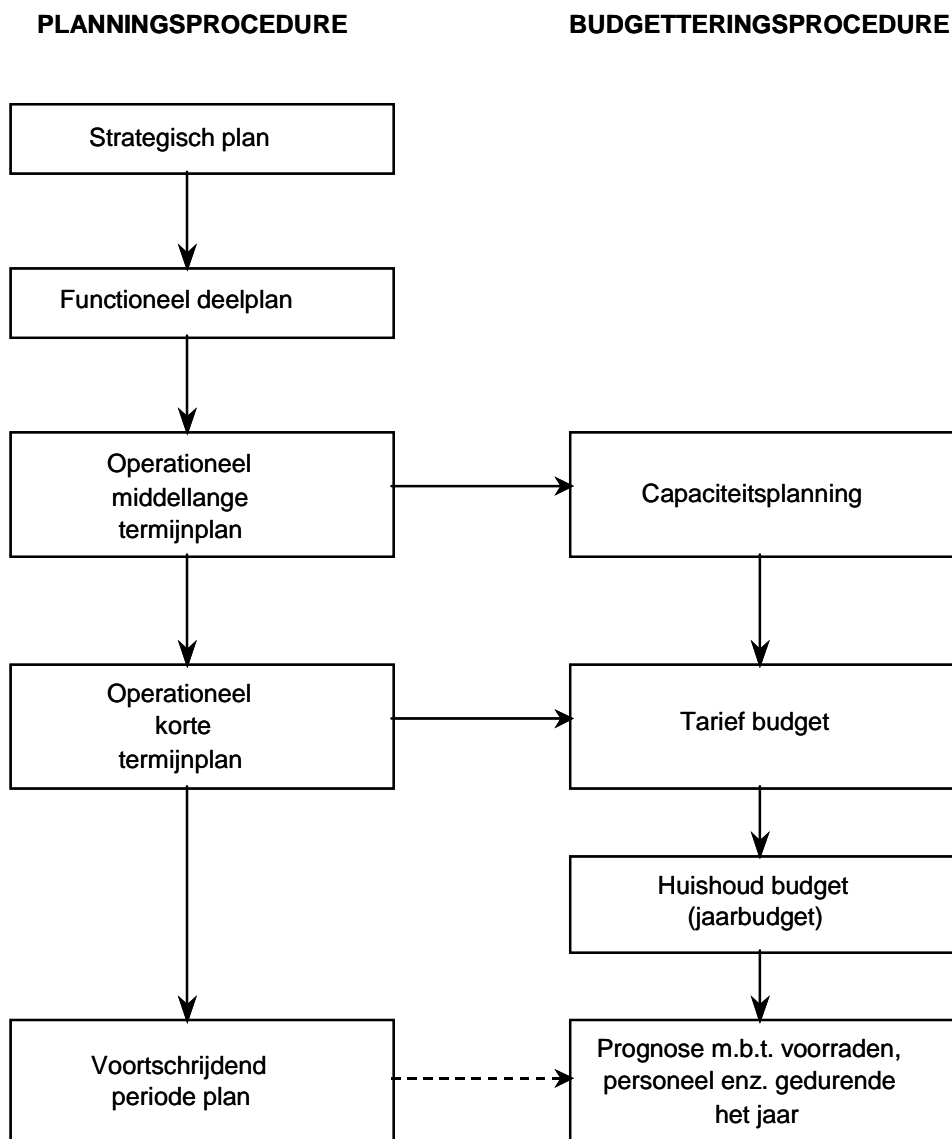 PLANNINGSPROCEDURE
BUDGETTERINGSPROCEDURE
Strategisch plan
Functioneel deelplan
Operationeel
middellange
termijnplan
Capaciteitsplanning
Operationeel
korte
termijnplan
Tarief budget
Huishoud budget
(jaarbudget)
Voortschrijdend
periode plan
Prognose m.b.t. voorraden,
personeel enz. gedurende
het jaar